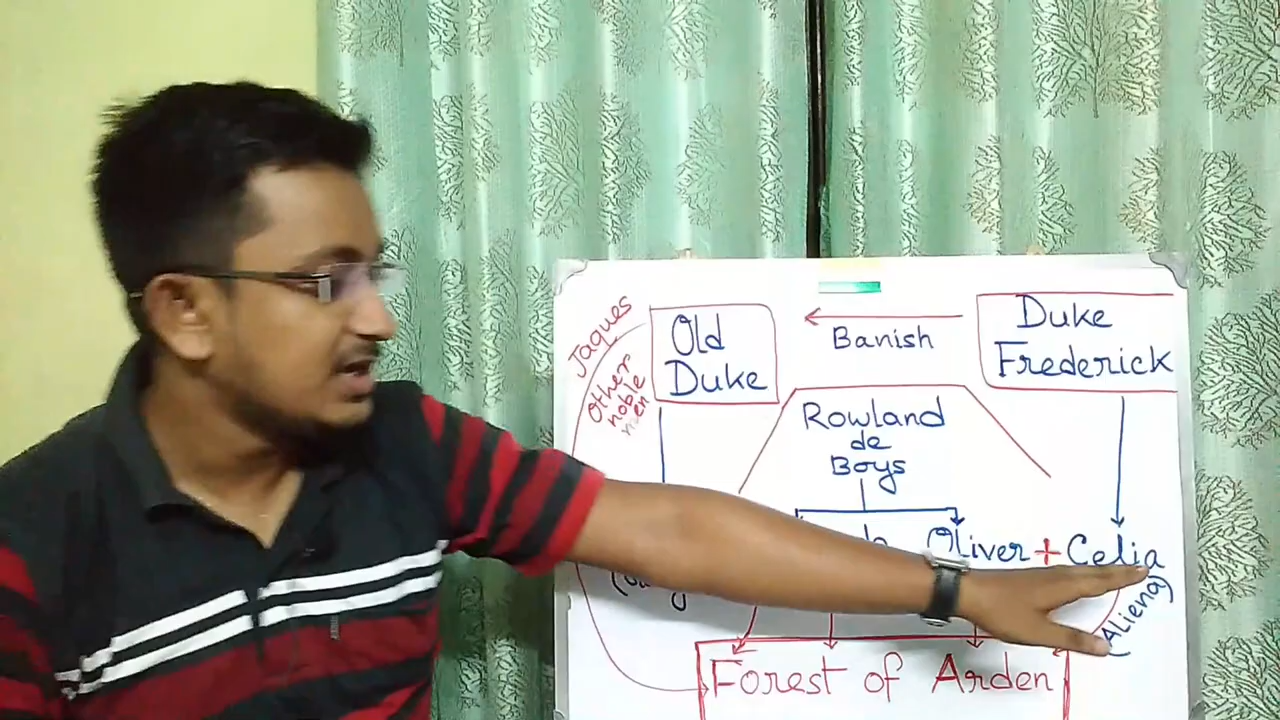 Jaques
Other
noble
men
Old
Duke
Banish
Duke
Frederick
Rowland
de
Boys
Oliver + Celia
(Aliena)
Forest of Arden